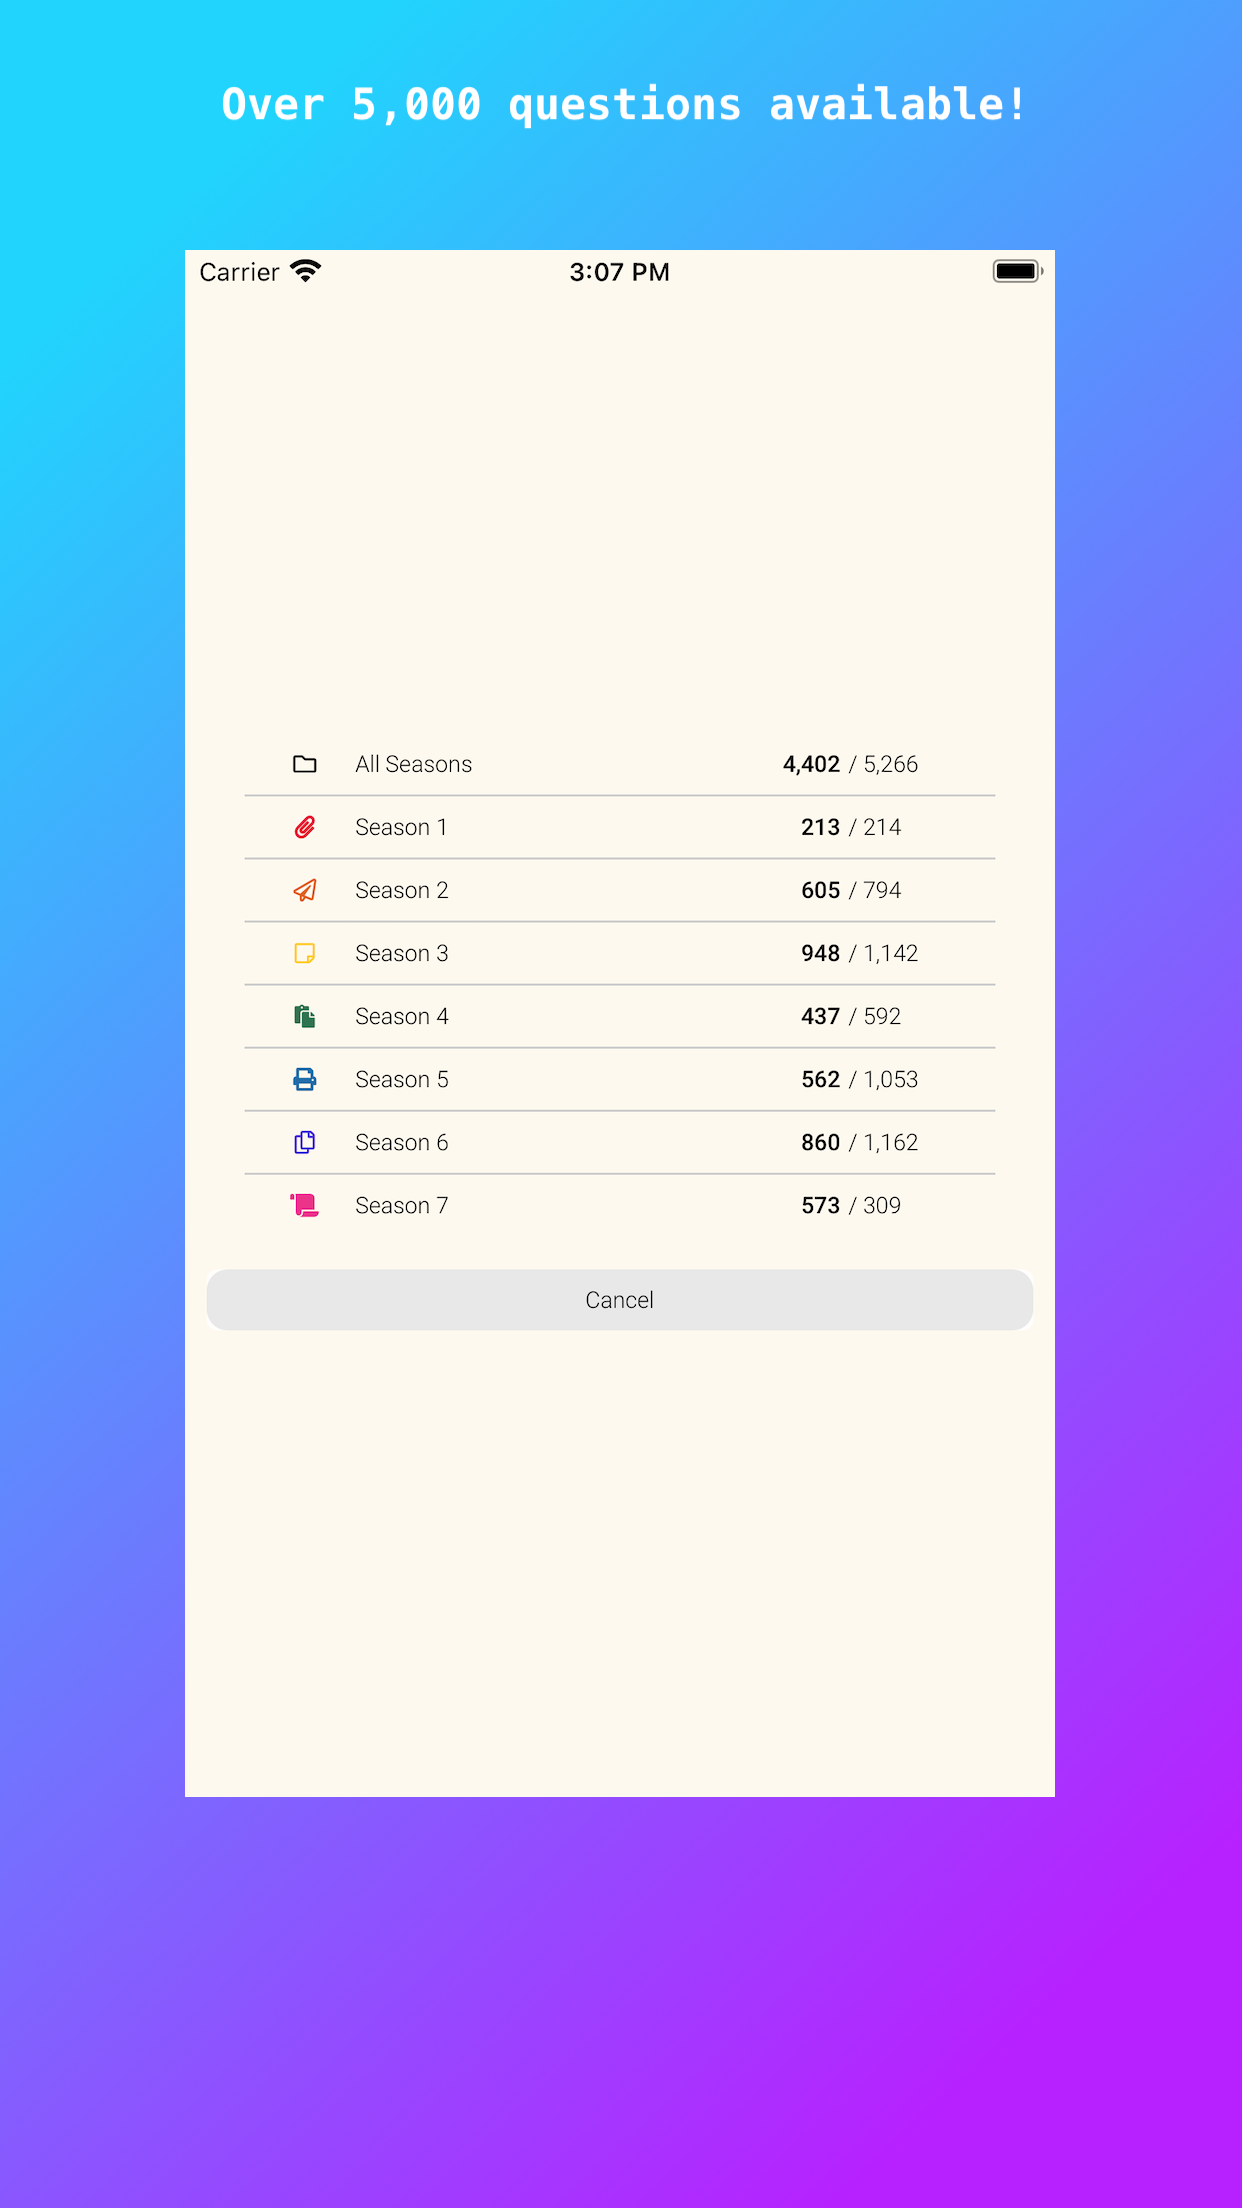 Over 5,000 questions available!
Carrier 3:07 PM
All Seasons 4,402 / 5,266
Season 1 213 / 214
Season 2 605 / 794
Season 3 948 / 1,142
Season 4 437 / 592
Season 5 562 / 1,053
Season 6 860 / 1,162
Season 7 573 / 309
Cancel